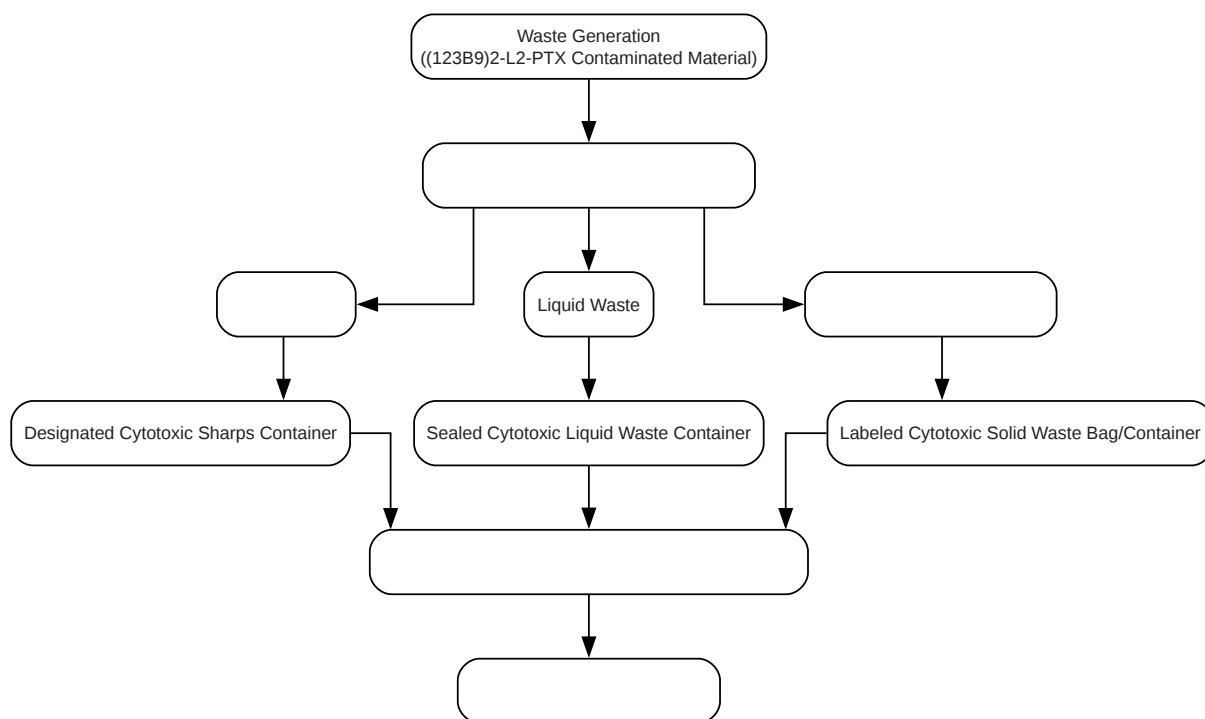 Waste Generation
((123B9)2-L2-PTX Contaminated Material)
Liquid Waste
Designated Cytotoxic Sharps Container
Sealed Cytotoxic Liquid Waste Container
Labeled Cytotoxic Solid Waste Bag/Container